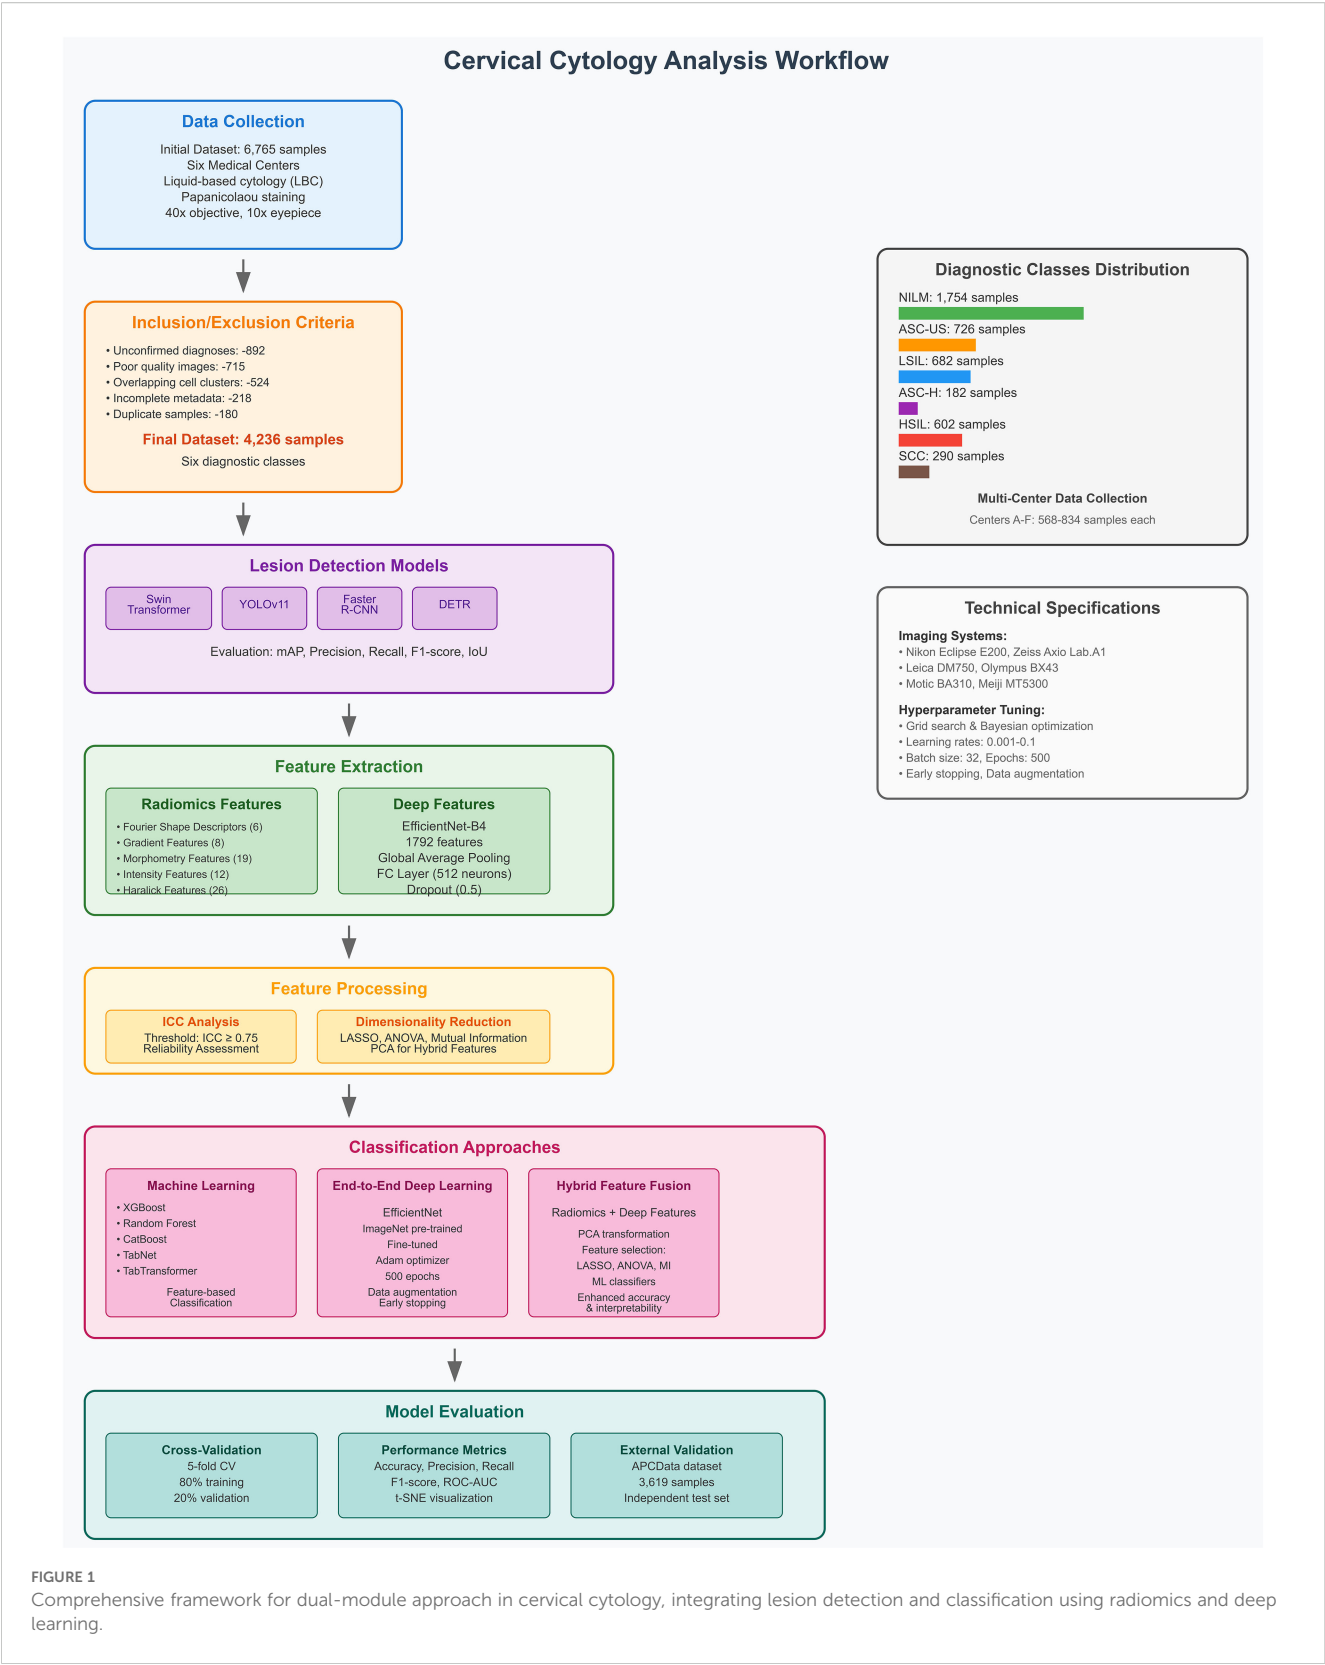 Cervical Cytology Analysis Workflow
Data Collection
Initial Dataset: 6,765 samples
Six Medical Centers
Liquid-based cytology (LBC)
Papanicolaou staining
40x objective, 10x eyepiece
Inclusion/Exclusion Criteria
• Unconfirmed diagnoses: -892
• Poor quality images: -715
• Overlapping cell clusters: -524
• Incomplete metadata: -218
• Duplicate samples: -180
Final Dataset: 4,236 samples
Six diagnostic classes
Diagnostic Classes Distribution
NILM: 1,754 samples
ASC-US: 726 samples
LSIL: 682 samples
ASC-H: 182 samples
HSIL: 602 samples
SCC: 290 samples
Multi-Center Data Collection
Centers A-F: 568-834 samples each
Lesion Detection Models
Swin
Transformer
YOLOv11
Faster
R-CNN
DETR
Evaluation: mAP, Precision, Recall, F1-score, IoU
Technical Specifications
Imaging Systems:
• Nikon Eclipse E200, Zeiss Axio Lab.A1
• Leica DM750, Olympus BX43
• Motic BA310, Meiji MT5300
Hyperparameter Tuning:
• Grid search & Bayesian optimization
• Learning rates: 0.001-0.1
• Batch size: 32, Epochs: 500
• Early stopping, Data augmentation
Feature Extraction
Radiomics Features
• Fourier Shape Descriptors (6)
• Gradient Features (8)
• Morphometry Features (19)
• Intensity Features (12)
• Haralick Features (26)
Deep Features
EfficientNet-B4
1792 features
Global Average Pooling
FC Layer (512 neurons)
Dropout (0.5)
Feature Processing
ICC Analysis
Threshold: ICC ≥ 0.75
Reliability Assessment
Dimensionality Reduction
LASSO, ANOVA, Mutual Information
PCA for Hybrid Features
Classification Approaches
Machine Learning
• XGBoost
• Random Forest
• CatBoost
• TabNet
• TabTransformer
Feature-based
Classification
End-to-End Deep Learning
EfficientNet
ImageNet pre-trained
Fine-tuned
Adam optimizer
500 epochs
Data augmentation
Early stopping
Hybrid Feature Fusion
Radiomics + Deep Features
PCA transformation
Feature selection:
LASSO, ANOVA, MI
ML classifiers
Enhanced accuracy
& interpretability
Model Evaluation
Cross-Validation
5-fold CV
80% training
20% validation
Performance Metrics
Accuracy, Precision, Recall
F1-score, ROC-AUC
t-SNE visualization
External Validation
APCData dataset
3,619 samples
Independent test set
FIGURE 1
Comprehensive framework for dual-module approach in cervical cytology, integrating lesion detection and classification using radiomics and deep
learning.